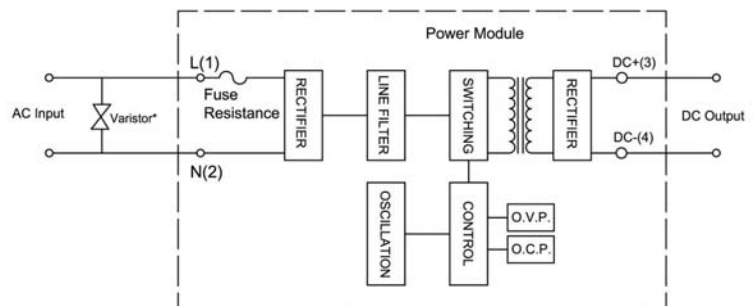 Power Module
L(1)
DC+(3)
Fuse
Resistance
AC Input
Varistor*
RECTIFIER
LINE FILTER
SWITCHING
RECTIFIER
DC Output
DC-(4)
N(2)
OSCILLATION
CONTROL
O.V.P.
O.C.P.